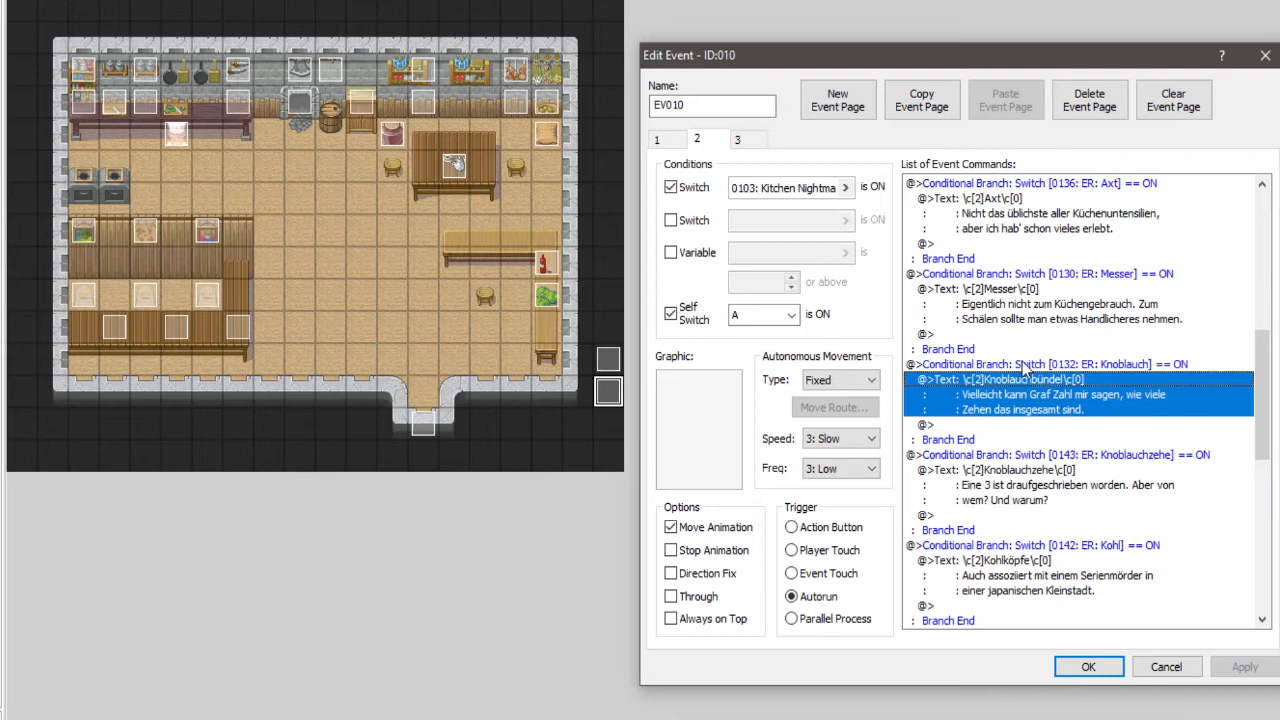 Edit Event - ID:010
?
Name:
EV010
New
Event Page
Copy
Event Page
Paste
Event Page
Delete
Event Page
Clear
Event Page
1
2
3
Conditions
Switch
0103: Kitchen Nightma
is ON
Switch
is ON
Variable
is
or above
Self
Switch
A
is ON
Graphic:
Autonomous Movement
Type:
Fixed
Move Route...
Speed:
3: Slow
Freq:
3: Low
Options
Move Animation
Stop Animation
Direction Fix
Through
Always on Top
Trigger
Action Button
Player Touch
Event Touch
Autorun
Parallel Process
List of Event Commands:
@>Conditional Branch: Switch [0136: ER: Axt] == ON
@>Text: \c[2]Axt\c[0]
: : Nicht das üblichste aller Küchenuntensilien,
: : aber ich hab' schon vieles erlebt.
@>
: Branch End
@>Conditional Branch: Switch [0130: ER: Messer] == ON
@>Text: \c[2]Messer\c[0]
: : Eigentlich nicht zum Küchengebrauch. Zum
: : Schälen sollte man etwas Handlicheres nehmen.
@>
: Branch End
@>Conditional Branch: Switch [0132: ER: Knoblauch] == ON
@>Text: \c[2]Knoblauchbündel\c[0]
: : Vielleicht kann Graf Zahl mir sagen, wie viele
: : Zehen das insgesamt sind.
@>
: Branch End
@>Conditional Branch: Switch [0143: ER: Knoblauchzehe] == ON
@>Text: \c[2]Knoblauchzehe\c[0]
: : Eine 3 ist draufgeschrieben worden. Aber von
: : wem? Und warum?
@>
: Branch End
@>Conditional Branch: Switch [0142: ER: Kohl] == ON
@>Text: \c[2]Kohlköpfe\c[0]
: : Auch assoziiert mit einem Serienmörder in
: : einer japanischen Kleinstadt.
@>
: Branch End
OK
Cancel
Apply